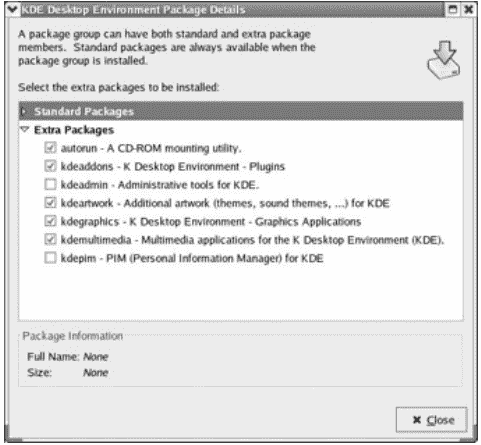 KDE Desktop Environment Package Details
A package group can have both standard and extra package
members. Standard packages are always available when the
package group is installed.
Select the extra packages to be installed:
Standard Packages
Extra Packages
autorun - A CD-ROM mounting utility.
kdeaddons - K Desktop Environment - Plugins
kdeadmin - Administrative tools for KDE.
kdeartwork - Additional artwork (themes, sound themes, ...) for KDE
kdegraphics - K Desktop Environment - Graphics Applications
kdemultimedia - Multimedia applications for the K Desktop Environment (KDE).
kdepim - PIM (Personal Information Manager) for KDE
Package Information
Full Name: None
Size: None
Close